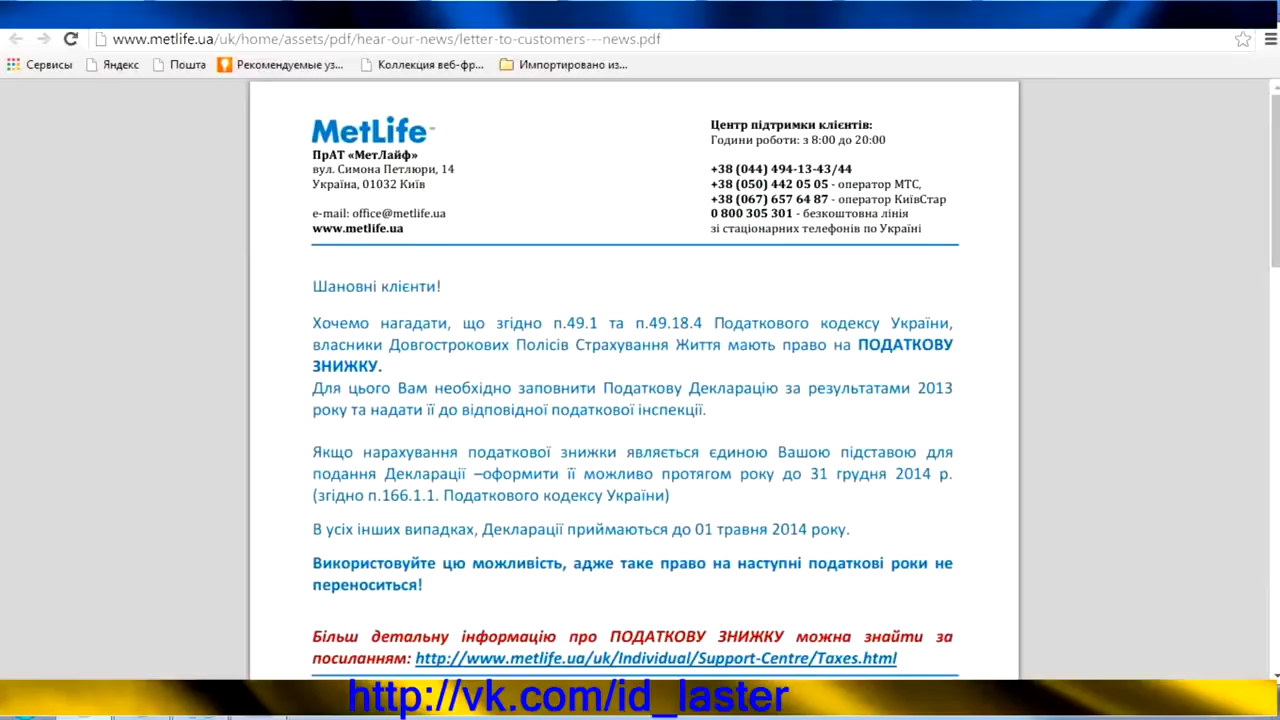 www.metlife.ua/uk/home/assets/pdf/hear-our-news/letter-to-customers---news.pdf
Сервисы Яндекс Пошта Рекомендуемые уз... Коллекция веб-фр... Импортировано из...
MetLife
ПрАТ «МетЛайф»
вул. Симона Петлюри, 14
Україна, 01032 Київ
e-mail: office@metlife.ua
www.metlife.ua
Центр підтримки клієнтів:
Години роботи: з 8:00 до 20:00
+38 (044) 494-13-43/44
+38 (050) 442 05 05 - оператор МТС,
+38 (067) 657 64 87 - оператор КиївСтар
0 800 305 301 - безкоштовна лінія
зі стаціонарних телефонів по Україні
Шановні клієнти!
Хочемо нагадати, що згідно п.49.1 та п.49.18.4 Податкового кодексу України,
власники Довгострокових Полісів Страхування Життя мають право на ПОДАТКОВУ
ЗНИЖКУ.
Для цього Вам необхідно заповнити Податкову Декларацію за результатами 2013
року та надати її до відповідної податкової інспекції.
Якщо нарахування податкової знижки являється єдиною Вашою підставою для
подання Декларації –оформити її можливо протягом року до 31 грудня 2014 р.
(згідно п.166.1.1. Податкового кодексу України)
В усіх інших випадках, Декларації приймаються до 01 травня 2014 року.
Використовуйте цю можливість, адже таке право на наступні податкові роки не
переноситься!
Більш детальну інформацію про ПОДАТКОВУ ЗНИЖКУ можна знайти за
посиланням: http://www.metlife.ua/uk/Individual/Support-Centre/Taxes.html
http://vk.com/id_laster